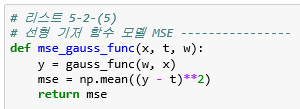 # 리스트 5-2-(5)
# 선형 기저 함수 모델 MSE ----------------
def mse_gauss_func(x, t, w):
    y = gauss_func(w, x)
    mse = np.mean((y - t)**2)
    return mse